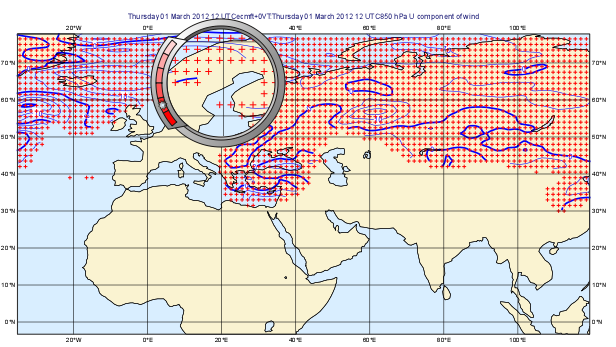 Thursday 01 March 2012 12 UTC ecmf t+0 VT:Thursday 01 March 2012 12 UTC 850 hPa U component of wind
20°W 0°E 40°E 60°E 80°E 100°E
70°N 70°N
60°N 60°N
50°N 50°N
40°N 40°N
30°N 30°N
20°N 20°N
10°N 10°N
0°N 0°N
20°W 0°E 20°E 40°E 60°E 80°E 100°E